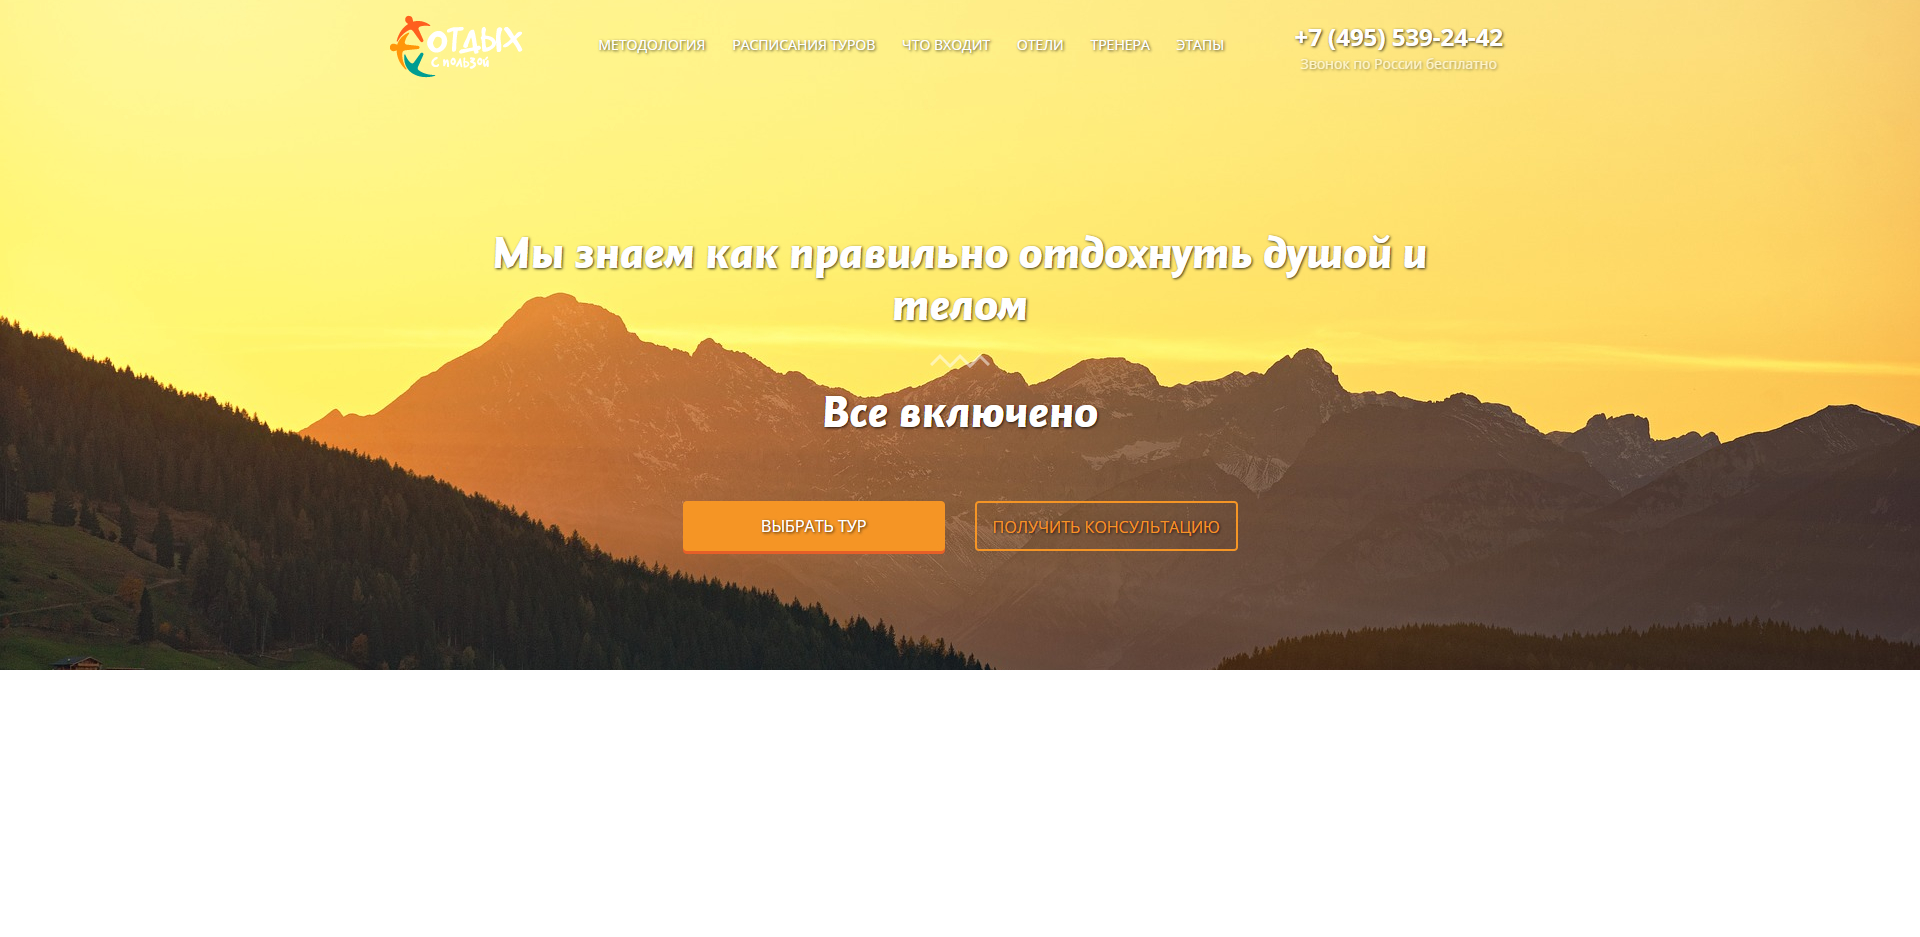 ОТДЫХ
с пользой
МЕТОДОЛОГИЯ РАСПИСАНИЯ ТУРОВ ЧТО ВХОДИТ ОТЕЛИ ТРЕНЕРА ЭТАПЫ
+7 (495) 539-24-42
Звонок по России бесплатно
Мы знаем как правильно отдохнуть душой и
телом
Все включено
ВЫБРАТЬ ТУР
ПОЛУЧИТЬ КОНСУЛЬТАЦИЮ